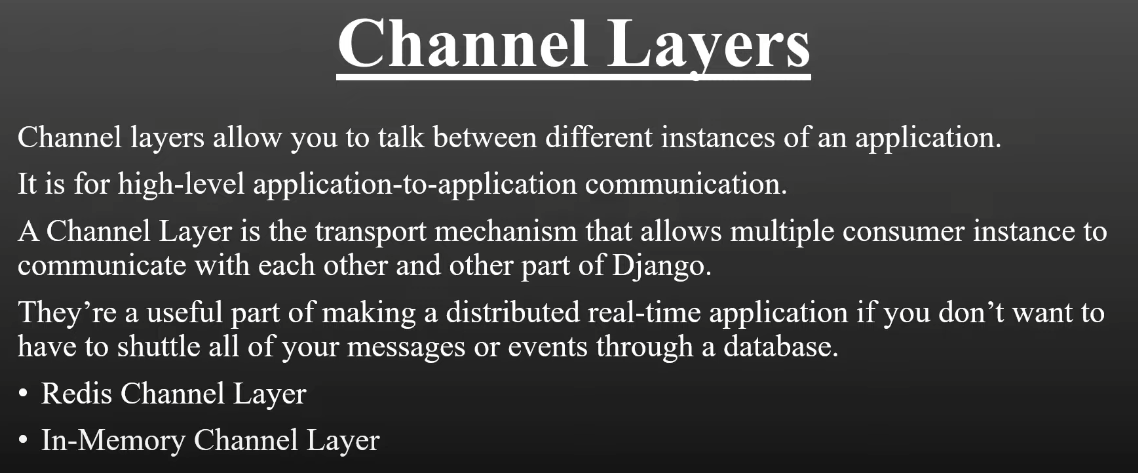 Channel Layers
Channel layers allow you to talk between different instances of an application.
It is for high-level application-to-application communication.
A Channel Layer is the transport mechanism that allows multiple consumer instance to
communicate with each other and other part of Django.
They’re a useful part of making a distributed real-time application if you don’t want to
have to shuttle all of your messages or events through a database.
• Redis Channel Layer
• In-Memory Channel Layer